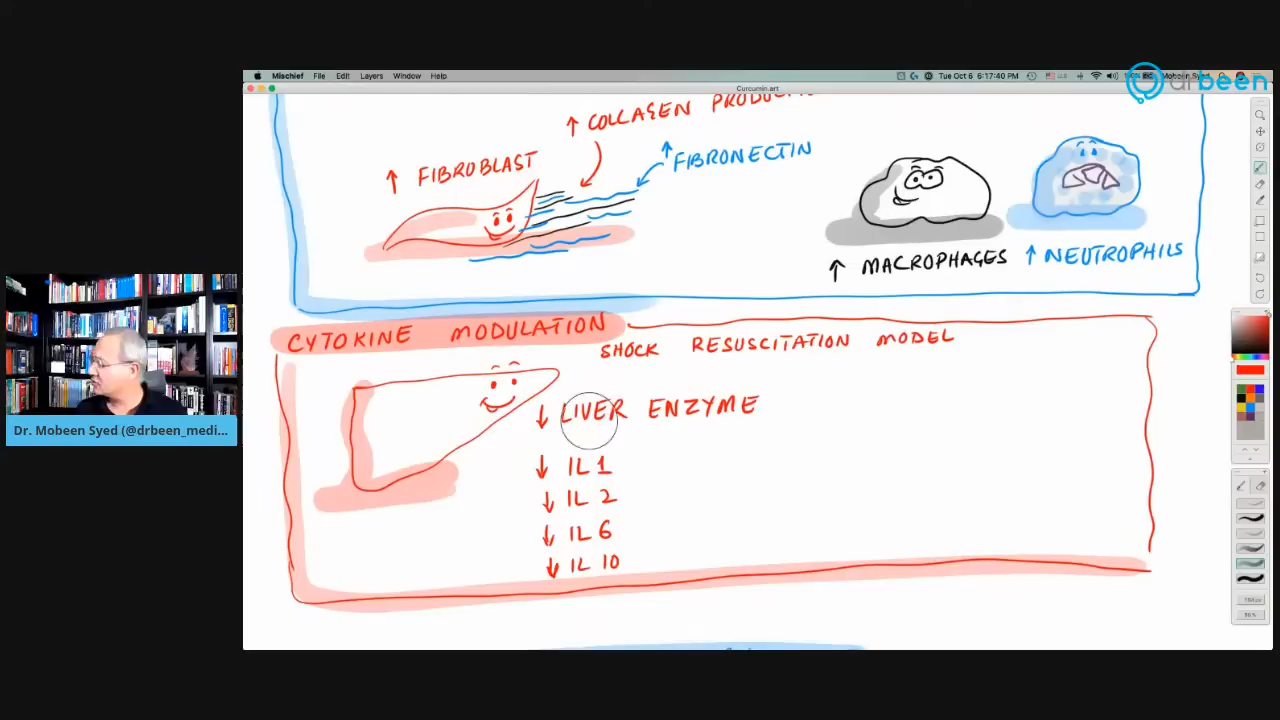 drbeen
Mischief File Edit Layers Window Help
Tue Oct 6 6:17:40 PM
Curcumin.art
↑ COLLAGEN
↑ FIBROBLAST
↑ FIBRONECTIN
↑ MACROPHAGES
↑ NEUTROPHILS
CYTOKINE MODULATION
SHOCK RESUSCITATION MODEL
↓ LIVER ENZYME
↓ IL 1
↓ IL 2
↓ IL 6
↓ IL 10
Dr. Mobeen Syed (@drbeen_medi...